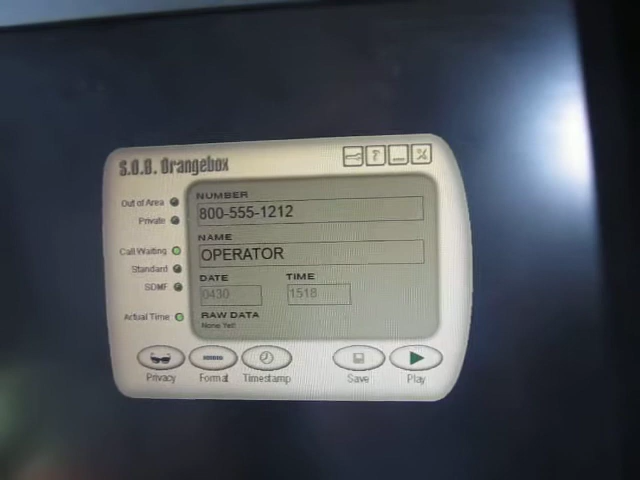 S.O.B. Orangebox
Out of Area
Private
Call Waiting
Standard
SDMF
Actual Time
NUMBER
800-555-1212
NAME
OPERATOR
DATE
TIME
0430
1518
RAW DATA
None Yet!
Privacy
Format
Timestamp
Save
Play